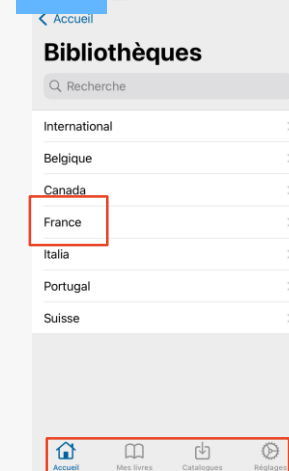 Accueil
Bibliothèques
Recherche
International
Belgique
Canada
France
Italia
Portugal
Suisse
Accueil Mes livres Catalogues Réglages